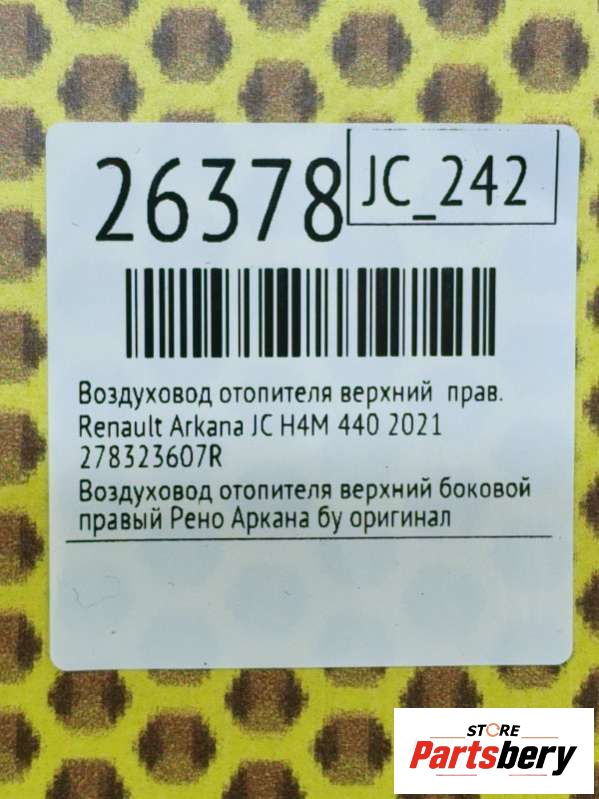 26378
JC_242
Воздуховод отопителя верхний прав.
Renault Arkana JC H4M 440 2021
278323607R
Воздуховод отопителя верхний боковой
правый Рено Аркана бу оригинал
STORE
Partsbery